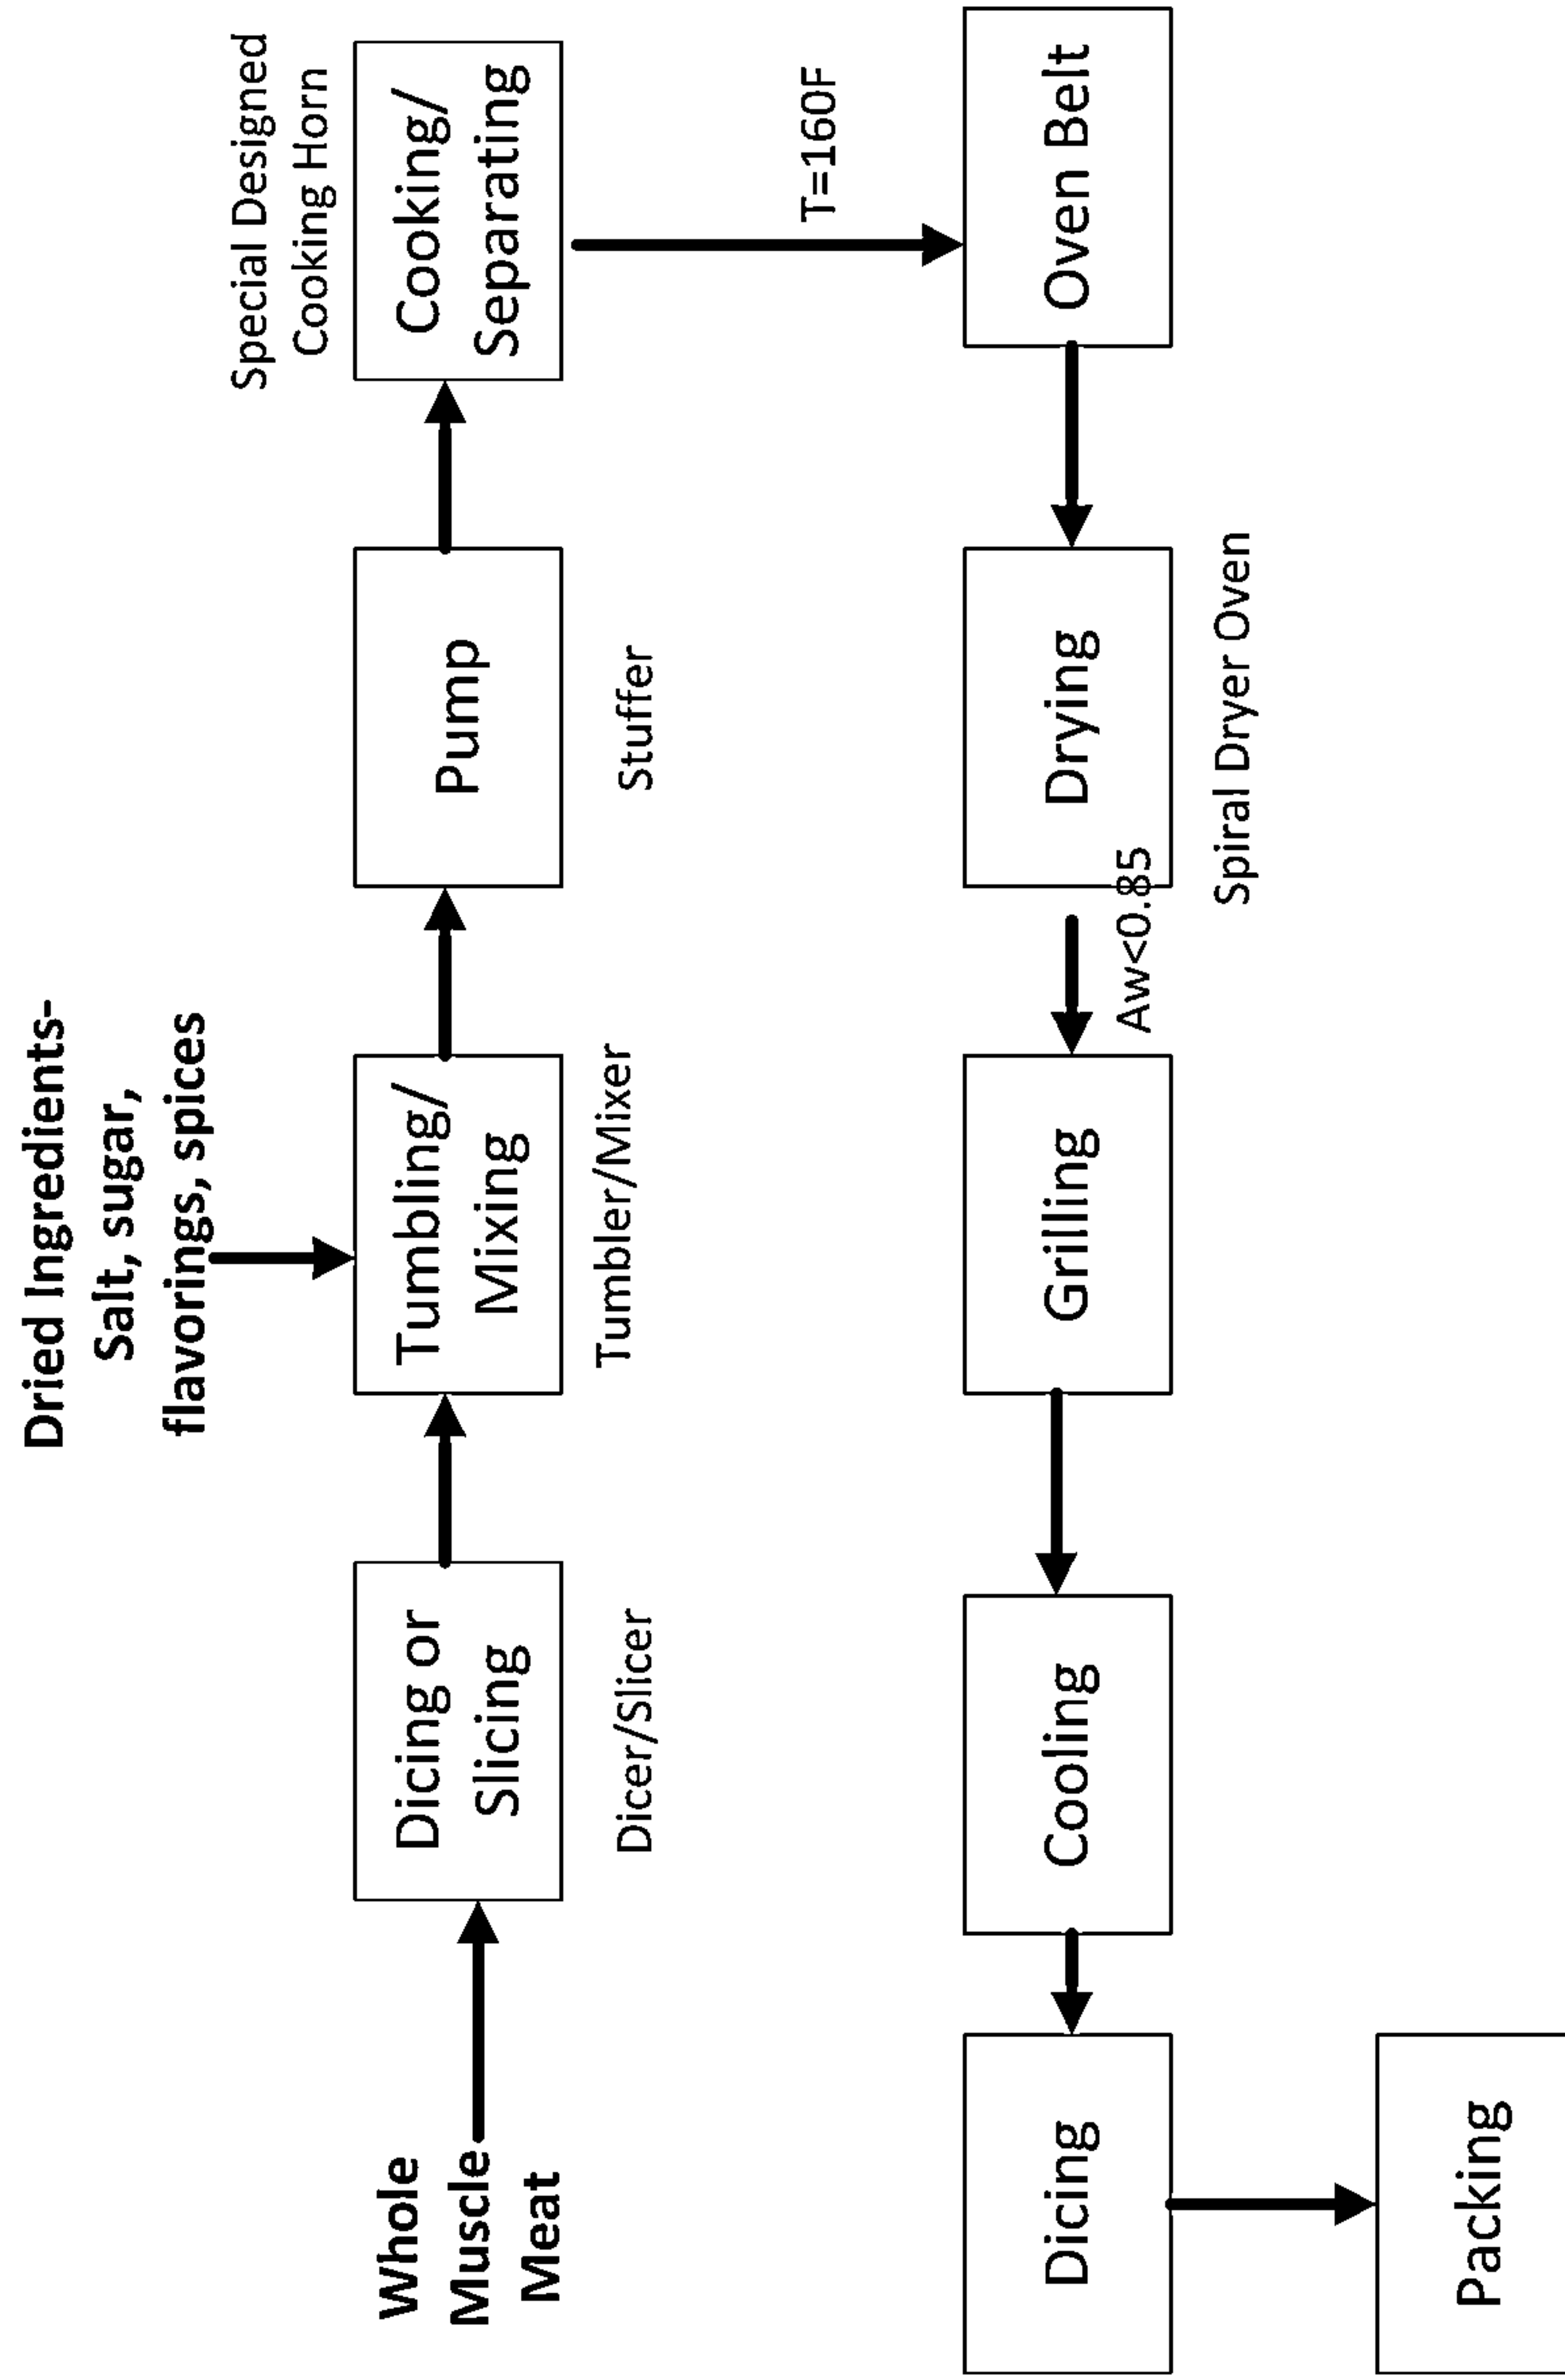 Dried Ingredients-
Salt, sugar,
flavorings, spices
Special Designed
Cooking Horn
Whole
Muscle
Meat
Dicing or
Slicing
Tumbling/
Mixing
Pump
Cooking/
Separating
Dicer/Slicer
Tumbler/Mixer
Stuffer
T=160F
Dicing
Cooling
Grilling
Drying
Oven Belt
Aw<0.85
Spiral Dryer Oven
Packing